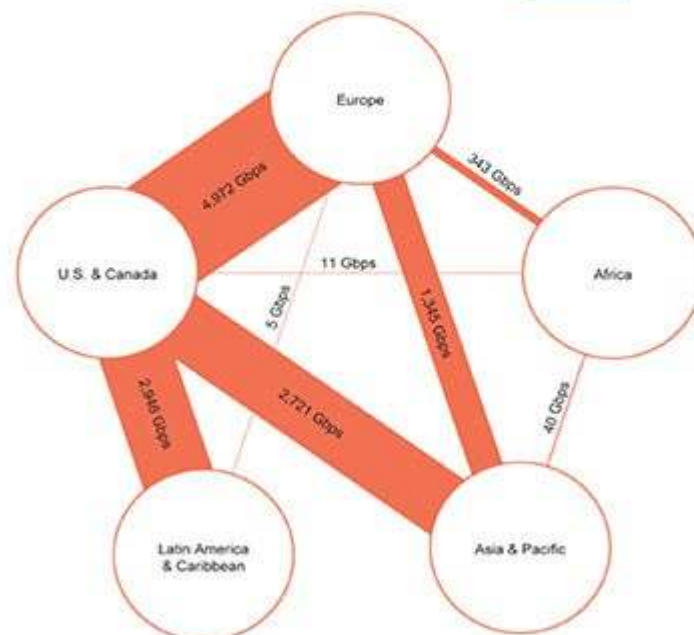 Europe
4,972 Gbps
343 Gbps
U.S. & Canada
11 Gbps
Africa
5 Gbps
1,345 Gbps
2,946 Gbps
2,721 Gbps
40 Gbps
Latin America
& Caribbean
Asia & Pacific